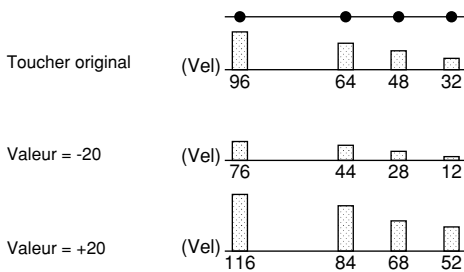 Toucher original (Vel)
96 64 48 32
Valeur = -20 (Vel)
76 44 28 12
Valeur = +20 (Vel)
116 84 68 52